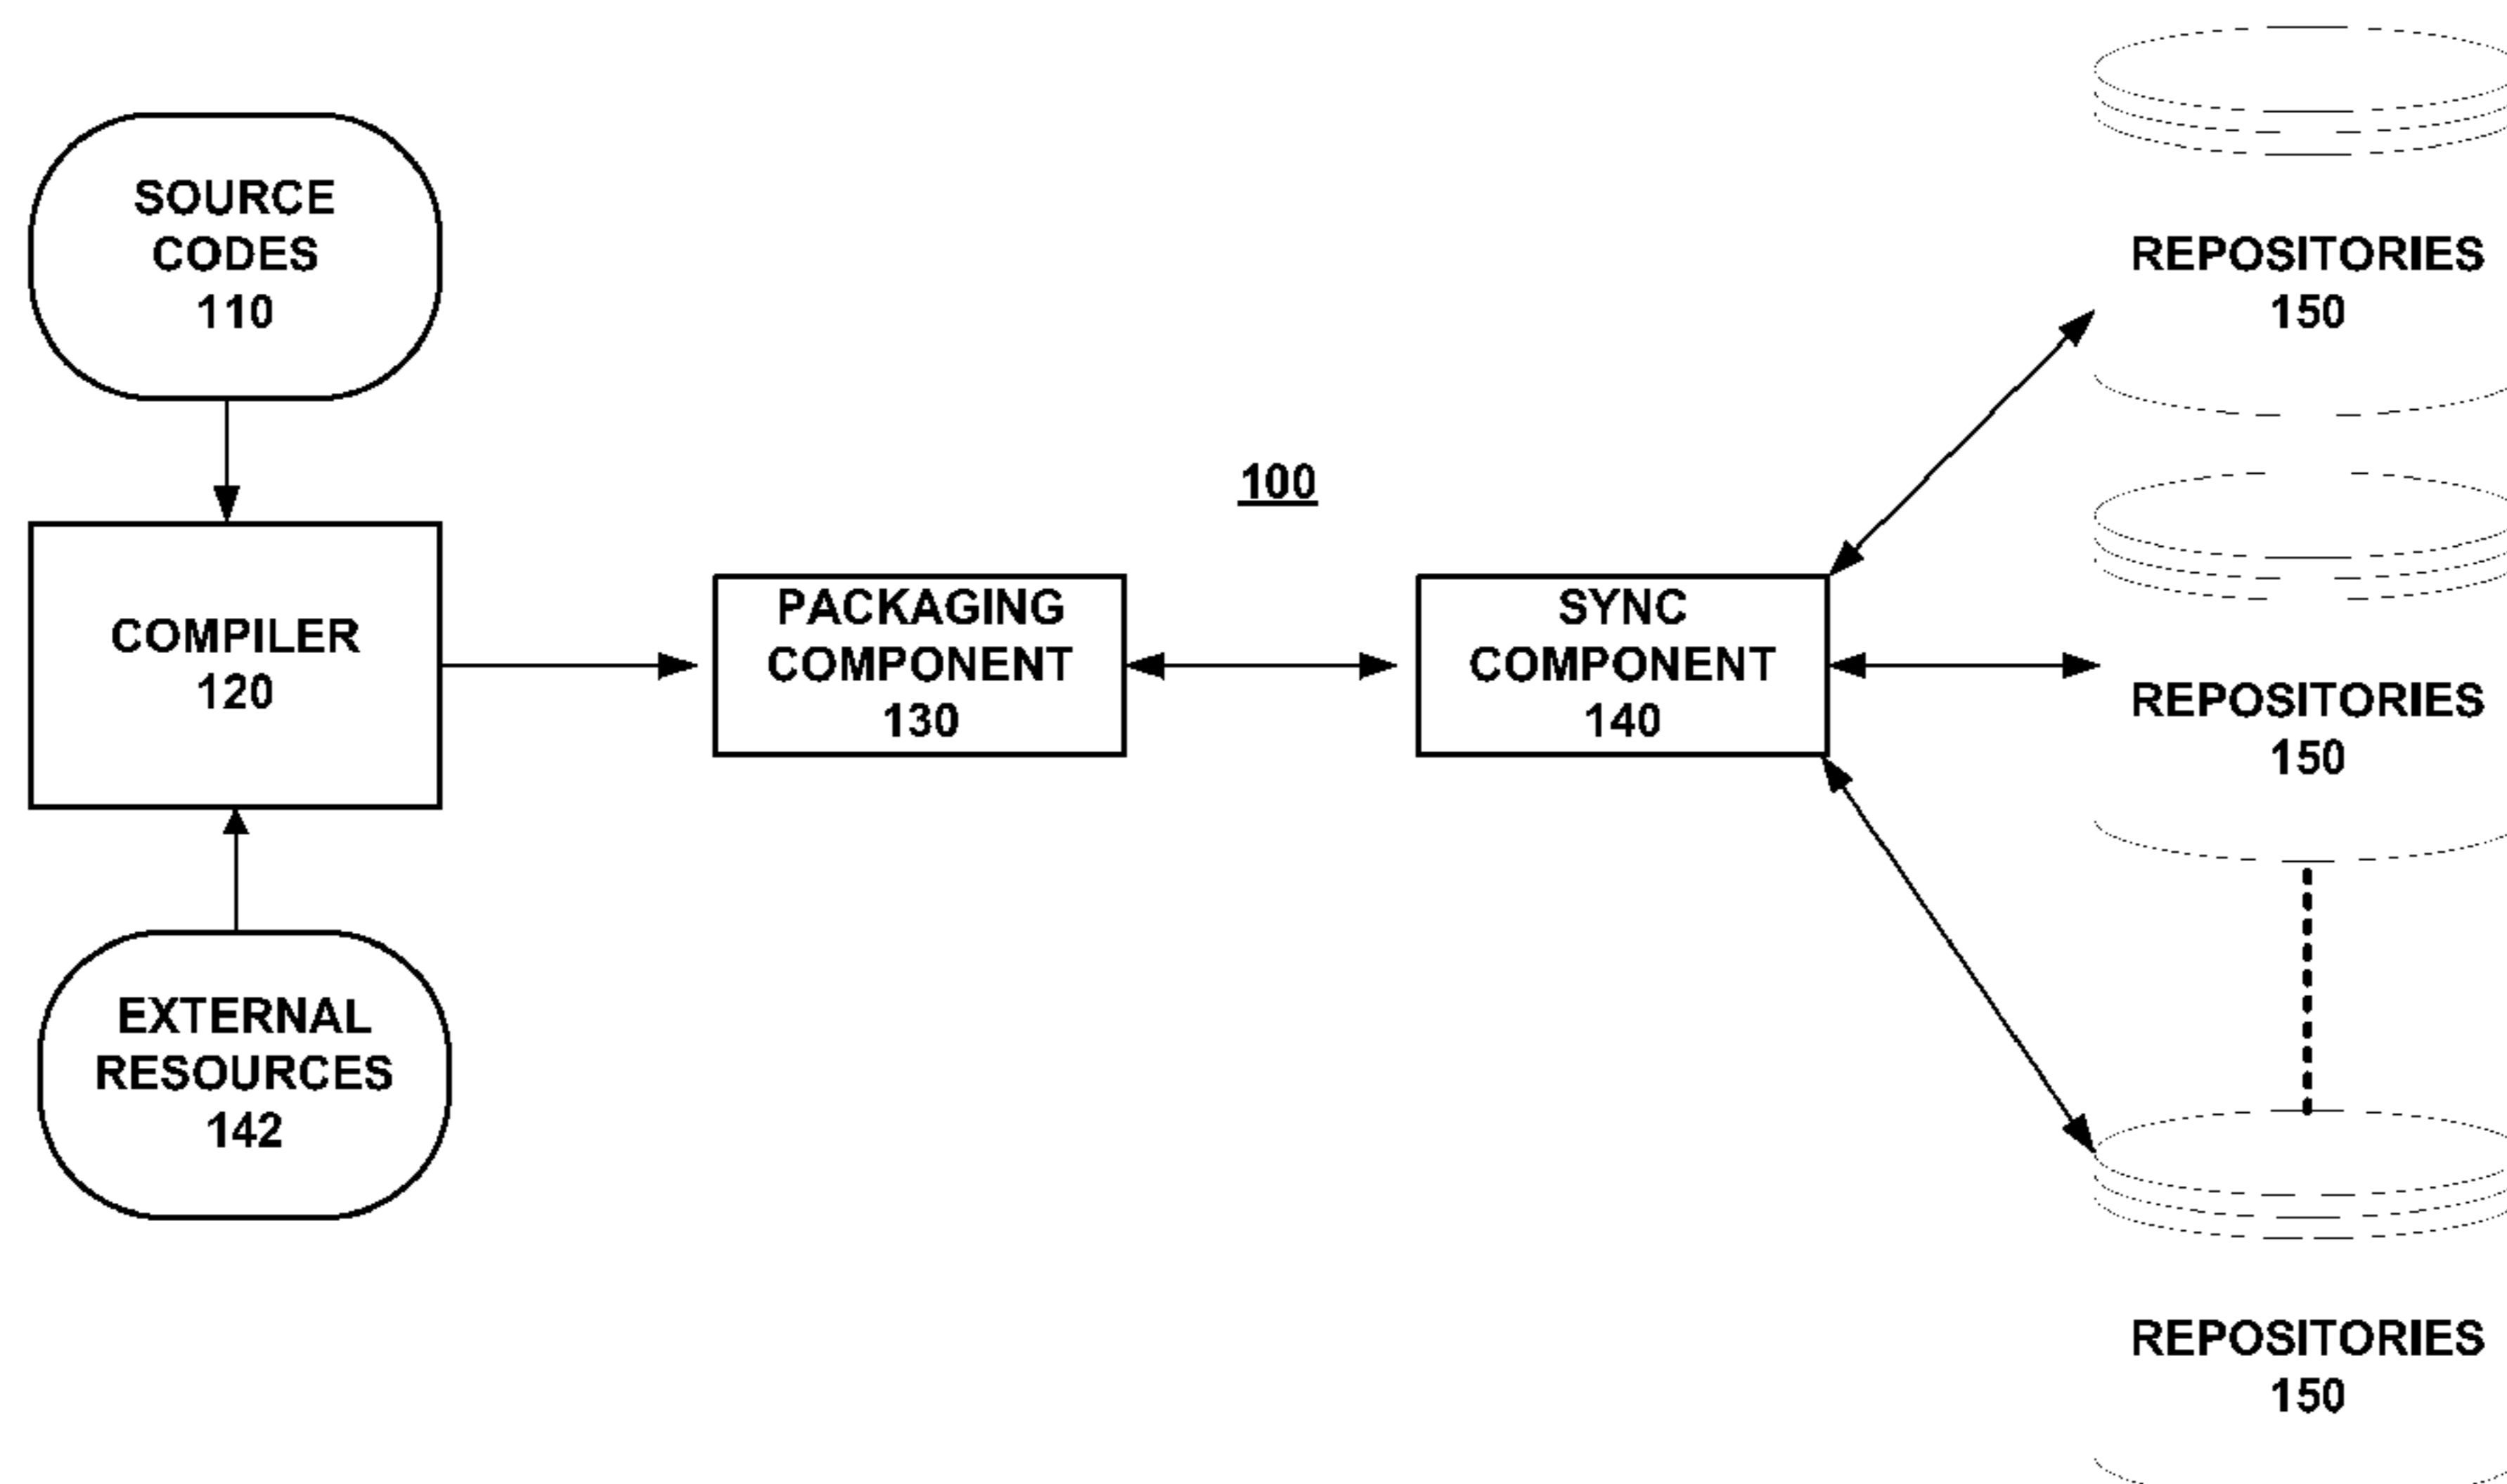 SOURCE
CODES
110
COMPILER
120
EXTERNAL
RESOURCES
142
100
PACKAGING
COMPONENT
130
SYNC
COMPONENT
140
REPOSITORIES
150
REPOSITORIES
150
REPOSITORIES
150